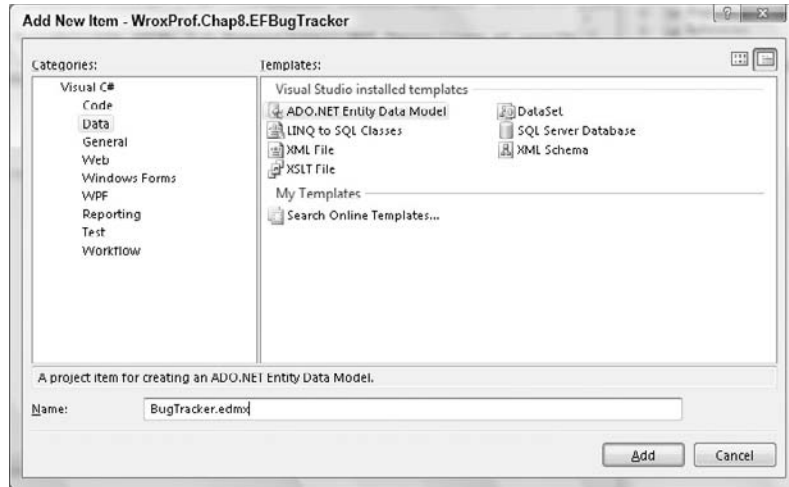 Add New Item - WroxProf.Chap8.EFBugTracker
Categories:
Templates:
Visual C#
Code
Data
General
Web
Windows Forms
WPF
Reporting
Test
Workflow
Visual Studio installed templates
ADO.NET Entity Data Model
DataSet
LINQ to SQL Classes
SQL Server Database
XML File
XML Schema
XSLT File
My Templates
Search Online Templates...
A project item for creating an ADO.NET Entity Data Model.
Name:
BugTracker.edmx
Add
Cancel